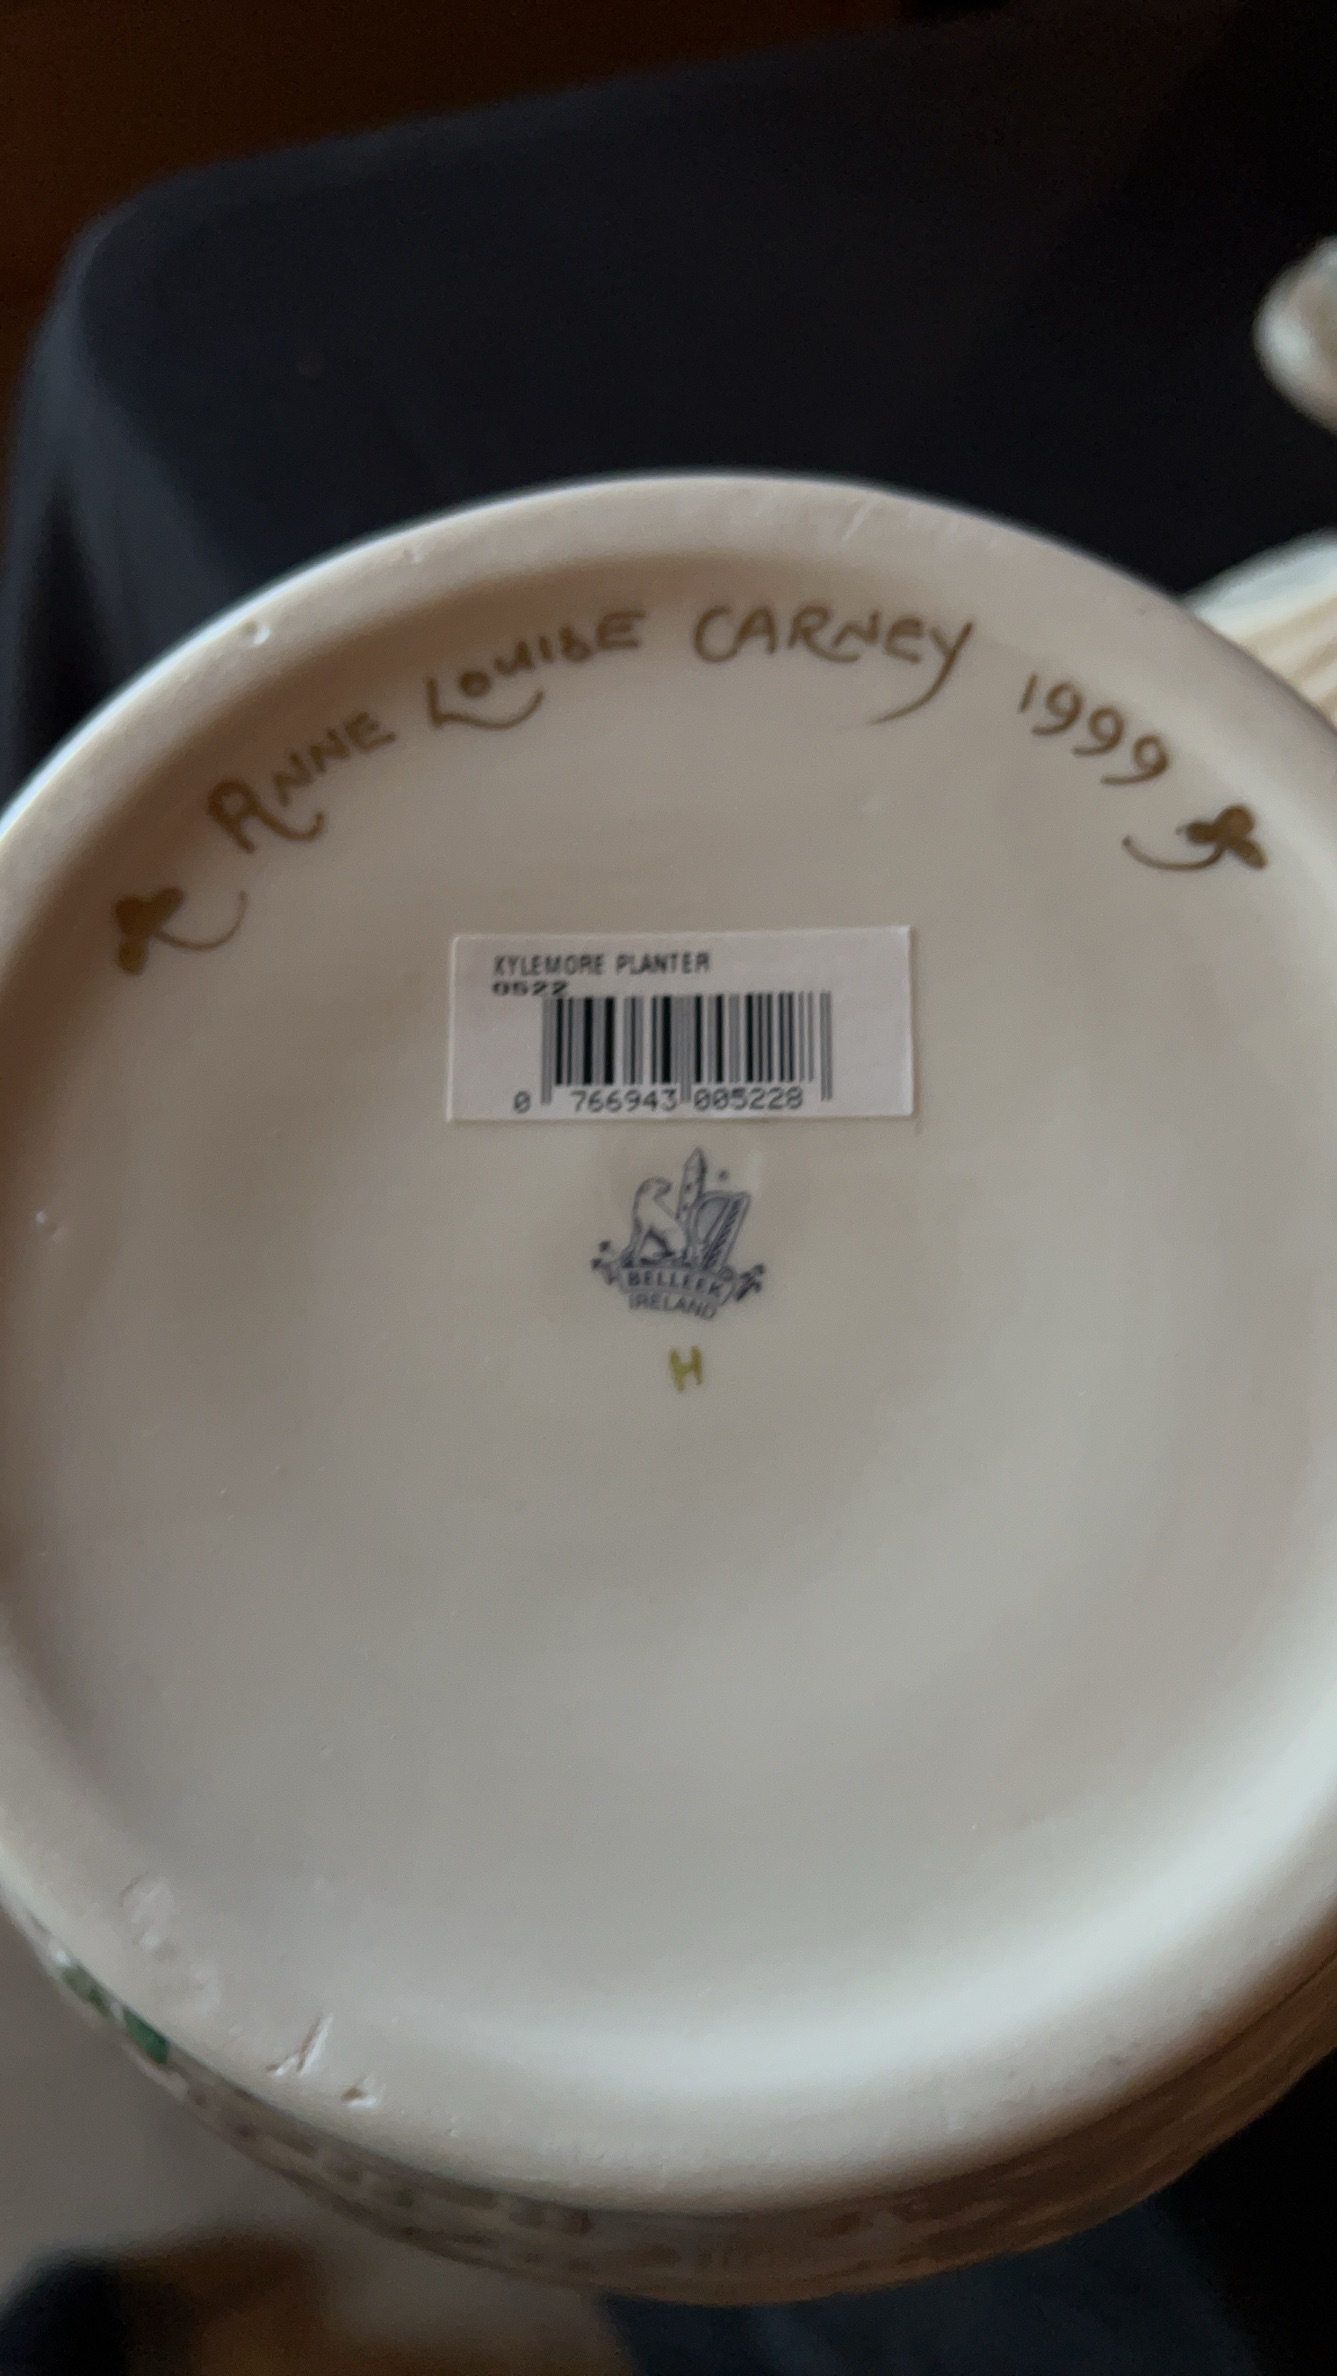 ANNE LOUISE CARNEY 1999
KYLEMORE PLANTER
0522
0 766943 005228
BELLEEK
IRELAND
H